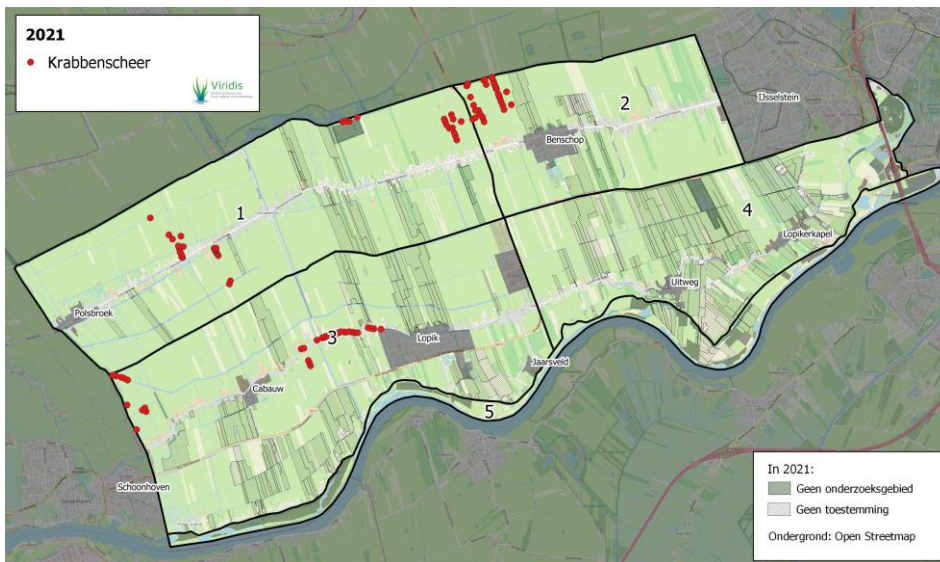 2021
Krabbenscheer
Viridis
1
2
IJsselstein
Benschop
4
Lopikerkapel
Polsbroek
Uitweg
3
Lopik
Jaarsveld
Cabauw
5
Schoonhoven
In 2021:
Geen onderzoeksgebied
Geen toestemming
Ondergrond: Open Streetmap